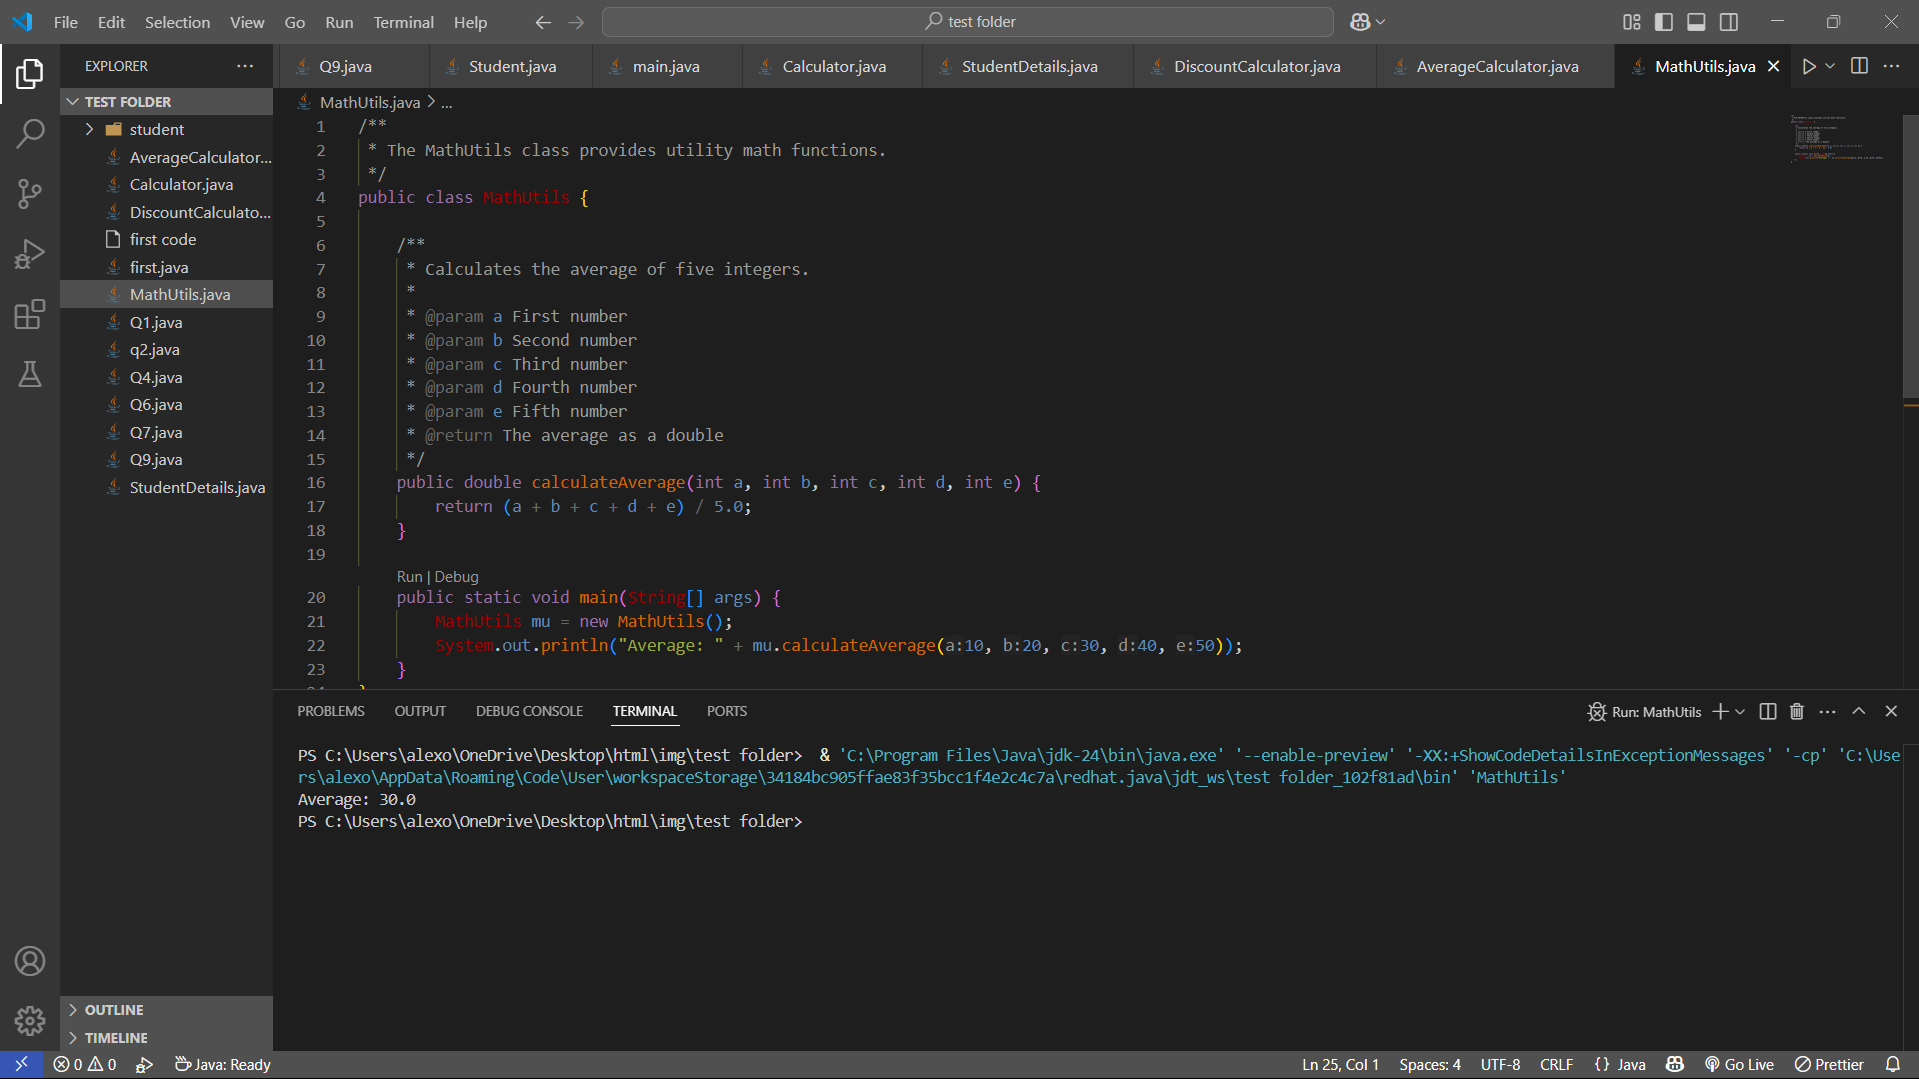 File Edit Selection View Go Run Terminal Help
test folder
EXPLORER
TEST FOLDER
student
AverageCalculator...
Calculator.java
DiscountCalculato...
first code
first.java
MathUtils.java
Q1.java
q2.java
Q4.java
Q6.java
Q7.java
Q9.java
StudentDetails.java
OUTLINE
TIMELINE
Q9.java Student.java main.java Calculator.java StudentDetails.java DiscountCalculator.java AverageCalculator.java MathUtils.java
MathUtils.java > ...
1 /**
2 * The MathUtils class provides utility math functions.
3 */
4 public class MathUtils {
5
6 /**
7 * Calculates the average of five integers.
8 *
9 * @param a First number
10 * @param b Second number
11 * @param c Third number
12 * @param d Fourth number
13 * @param e Fifth number
14 * @return The average as a double
15 */
16 public double calculateAverage(int a, int b, int c, int d, int e) {
17 return (a + b + c + d + e) / 5.0;
18 }
19
Run | Debug
20 public static void main(String[] args) {
21 MathUtils mu = new MathUtils();
22 System.out.println("Average: " + mu.calculateAverage(a:10, b:20, c:30, d:40, e:50));
23 }
PROBLEMS OUTPUT DEBUG CONSOLE TERMINAL PORTS
Run: MathUtils
PS C:\Users\alexo\OneDrive\Desktop\html\img\test folder> & 'C:\Program Files\Java\jdk-24\bin\java.exe' '--enable-preview' '-XX:+ShowCodeDetailsInExceptionMessages' '-cp' 'C:\Use
rs\alexo\AppData\Roaming\Code\User\workspaceStorage\34184bc905ffae83f35bcc1f4e2c4c7a\redhat.java\jdt_ws\test folder_102f81ad\bin' 'MathUtils'
Average: 30.0
PS C:\Users\alexo\OneDrive\Desktop\html\img\test folder>
0 0 Java: Ready
Ln 25, Col 1 Spaces: 4 UTF-8 CRLF {} Java Go Live Prettier